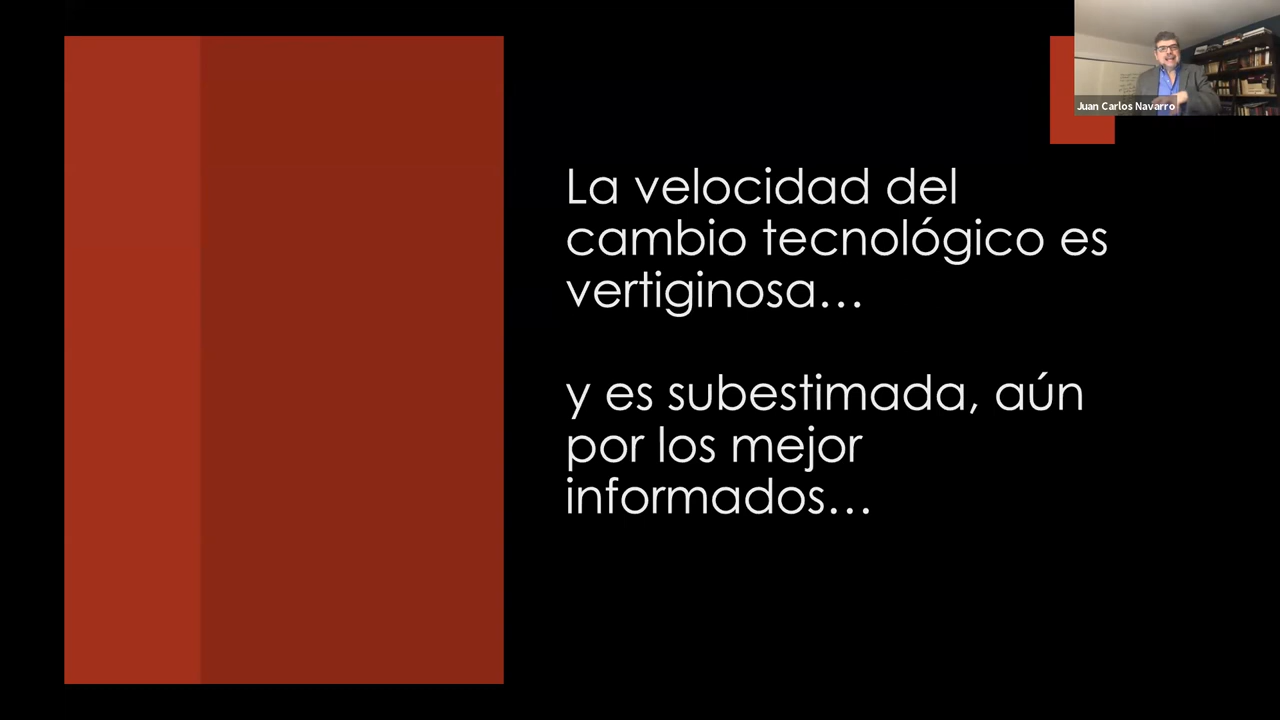 Juan Carlos Navarro
La velocidad del
cambio tecnológico es
vertiginosa…
y es subestimada, aún
por los mejor
informados…